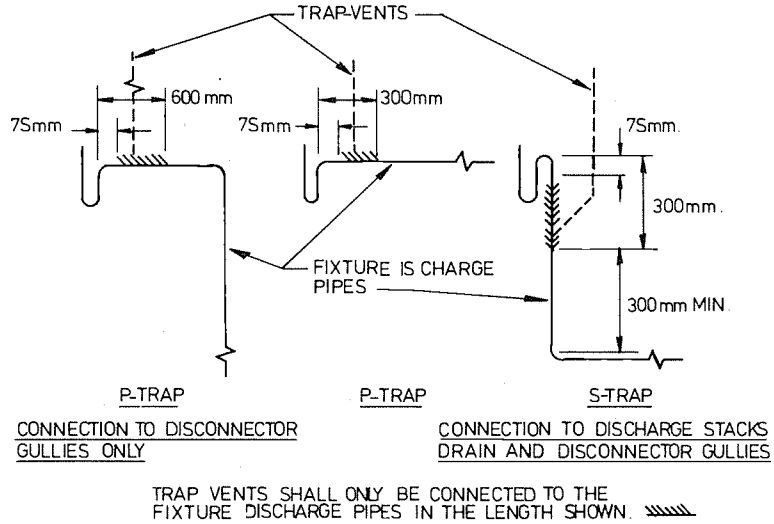 TRAP-VENTS
600 mm
300mm
7Smm
7Smm
7Smm.
300mm.
FIXTURE IS CHARGE
PIPES
300mm MIN.
P-TRAP
P-TRAP
S-TRAP
CONNECTION TO DISCONNECTOR
GULLIES ONLY
CONNECTION TO DISCHARGE STACKS
DRAIN AND DISCONNECTOR GULLIES
TRAP VENTS SHALL ONLY BE CONNECTED TO THE
FIXTURE DISCHARGE PIPES IN THE LENGTH SHOWN.